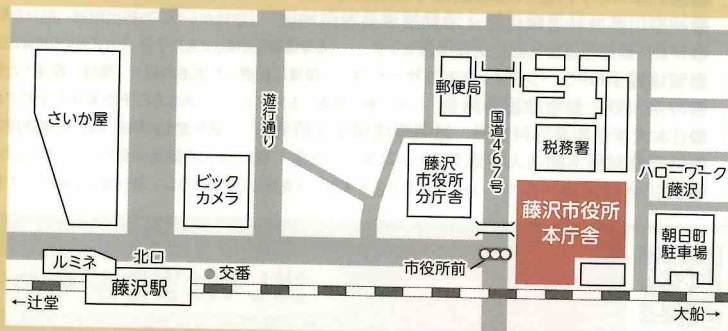 さいか屋
遊行通り
ビック
カメラ
郵便局
国道467号
税務署
藤沢
市役所
分庁舎
藤沢市役所
本庁舎
ハローワーク
藤沢
朝日町
駐車場
市役所前
ルミネ
北口
交番
藤沢駅
←辻堂
大船→